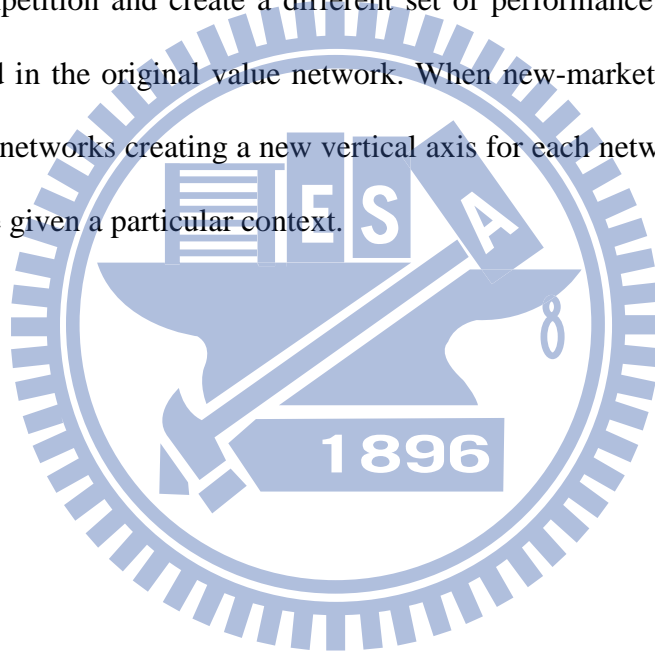 petition and create a different set of performance
d in the original value network. When new-market
networks creating a new vertical axis for each netw
e given a particular context.
E S A
1896